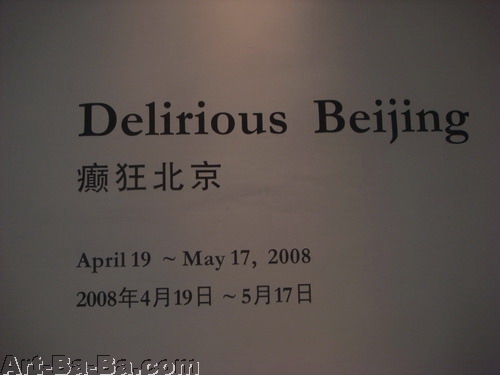 Delirious Beijing
癫狂北京
April 19 ~ May 17, 2008
2008年4月19日 ~ 5月17日
Art-Ba-Ba.com